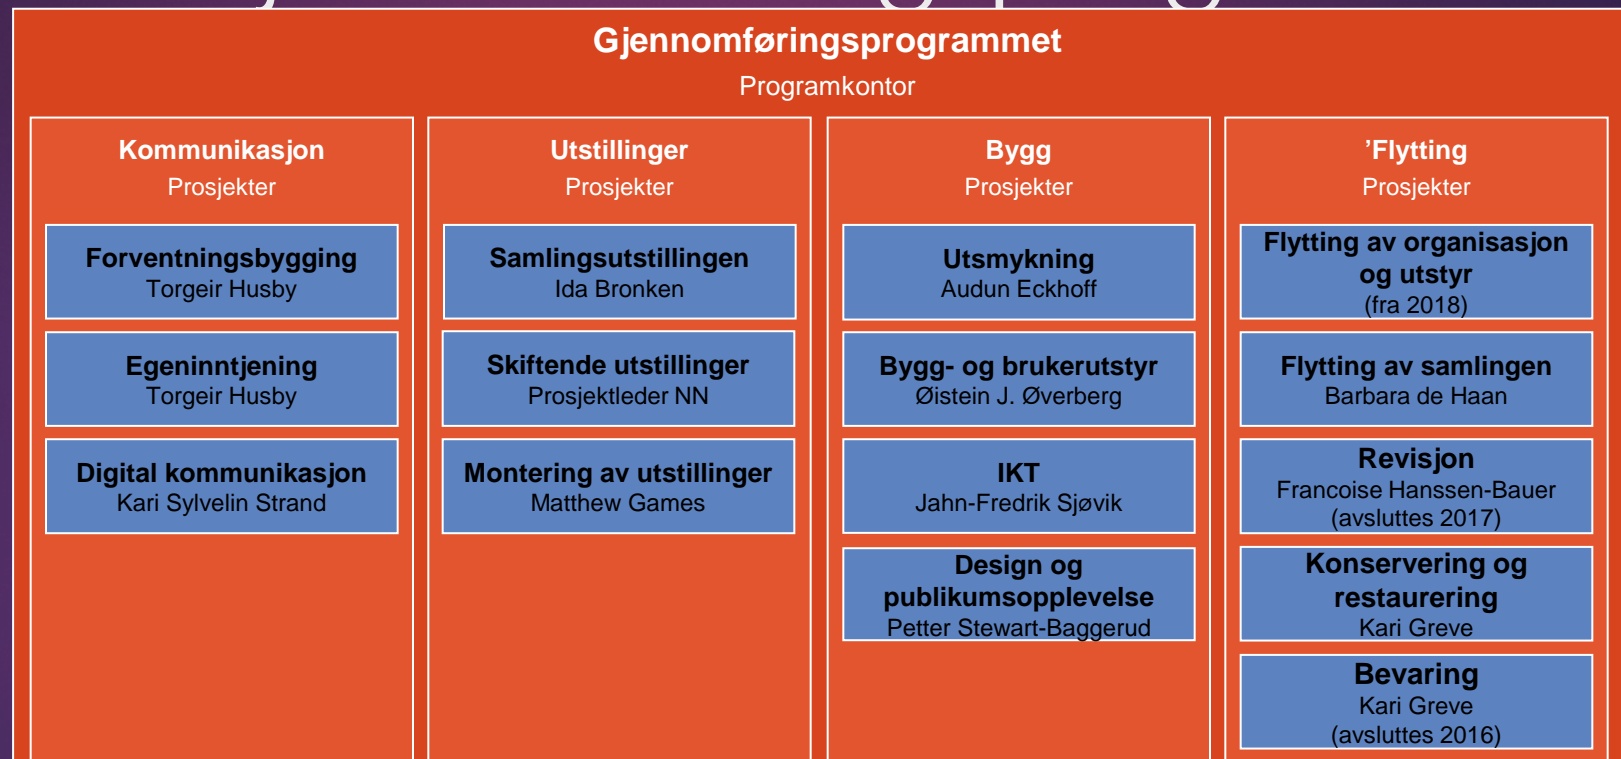 Gjennomføringsprogrammet
Programkontor
Kommunikasjon
Prosjekter
Forventningsbygging
Torgeir Husby
Egeninntjening
Torgeir Husby
Digital kommunikasjon
Kari Sylvelin Strand
Utstillinger
Prosjekter
Samlingsutstillingen
Ida Bronken
Skiftende utstillinger
Prosjektleder NN
Montering av utstillinger
Matthew Games
Bygg
Prosjekter
Utsmykning
Audun Eckhoff
Bygg- og brukerutstyr
Øistein J. Øverberg
IKT
Jahn-Fredrik Sjøvik
Design og
publikumsopplevelse
Petter Stewart-Baggerud
’Flytting
Prosjekter
Flytting av organisasjon
og utstyr
(fra 2018)
Flytting av samlingen
Barbara de Haan
Revisjon
Francoise Hanssen-Bauer
(avsluttes 2017)
Konservering og
restaurering
Kari Greve
Bevaring
Kari Greve
(avsluttes 2016)